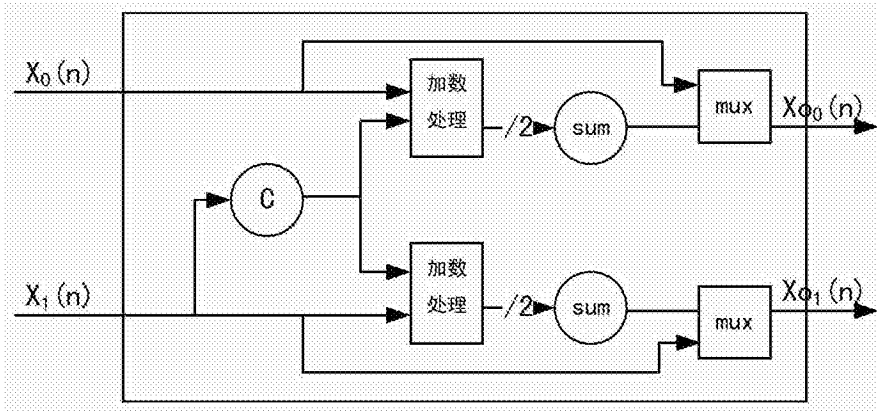 X₀(n)
加数
处理
/2
sum
mux
Xo₀(n)
C
X₁(n)
加数
处理
/2
sum
mux
Xo₁(n)